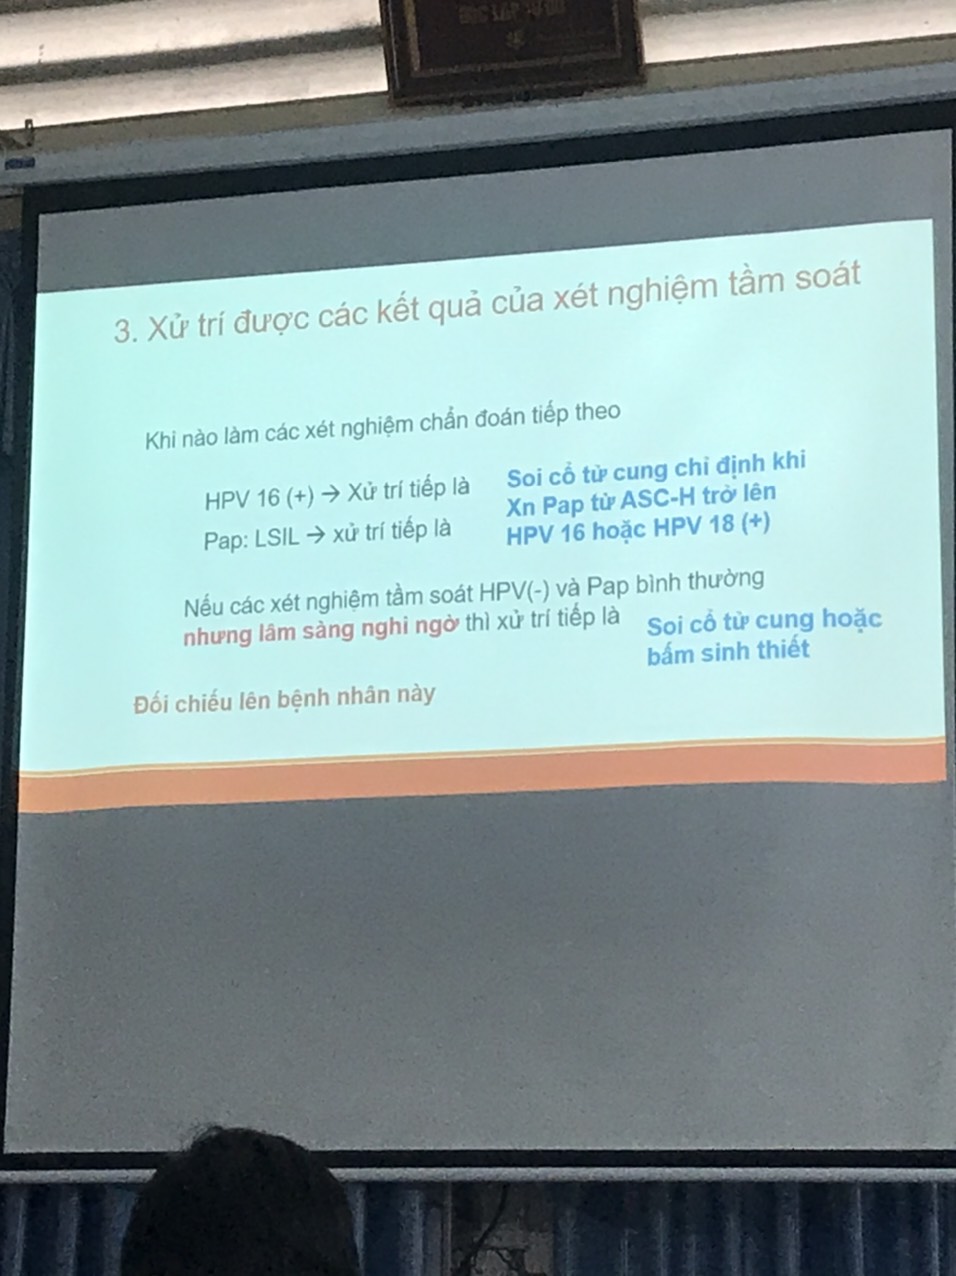 3. Xử trí được các kết quả của xét nghiệm tầm soát
Khi nào làm các xét nghiệm chẩn đoán tiếp theo
HPV 16 (+) → Xử trí tiếp là
Pap: LSIL → xử trí tiếp là
Soi cổ tử cung chỉ định khi
Xn Pap từ ASC-H trở lên
HPV 16 hoặc HPV 18 (+)
Nếu các xét nghiệm tầm soát HPV(-) và Pap bình thường
nhưng lâm sàng nghi ngờ thì xử trí tiếp là
Soi cổ tử cung hoặc
bấm sinh thiết
Đối chiếu lên bệnh nhân này